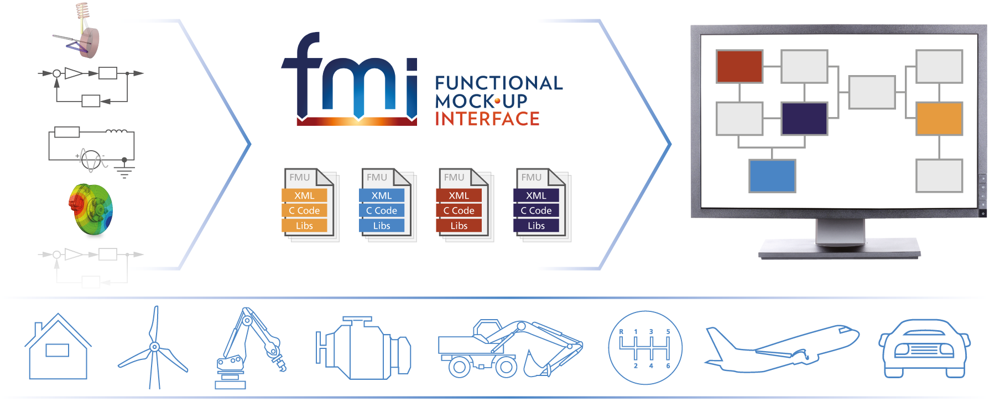 fmi
FUNCTIONAL
MOCK·UP
INTERFACE
+ -
FMU FMU FMU FMU
XML XML XML XML
C Code C Code C Code C Code
Libs Libs Libs Libs
R 1 3 5
2 4 6